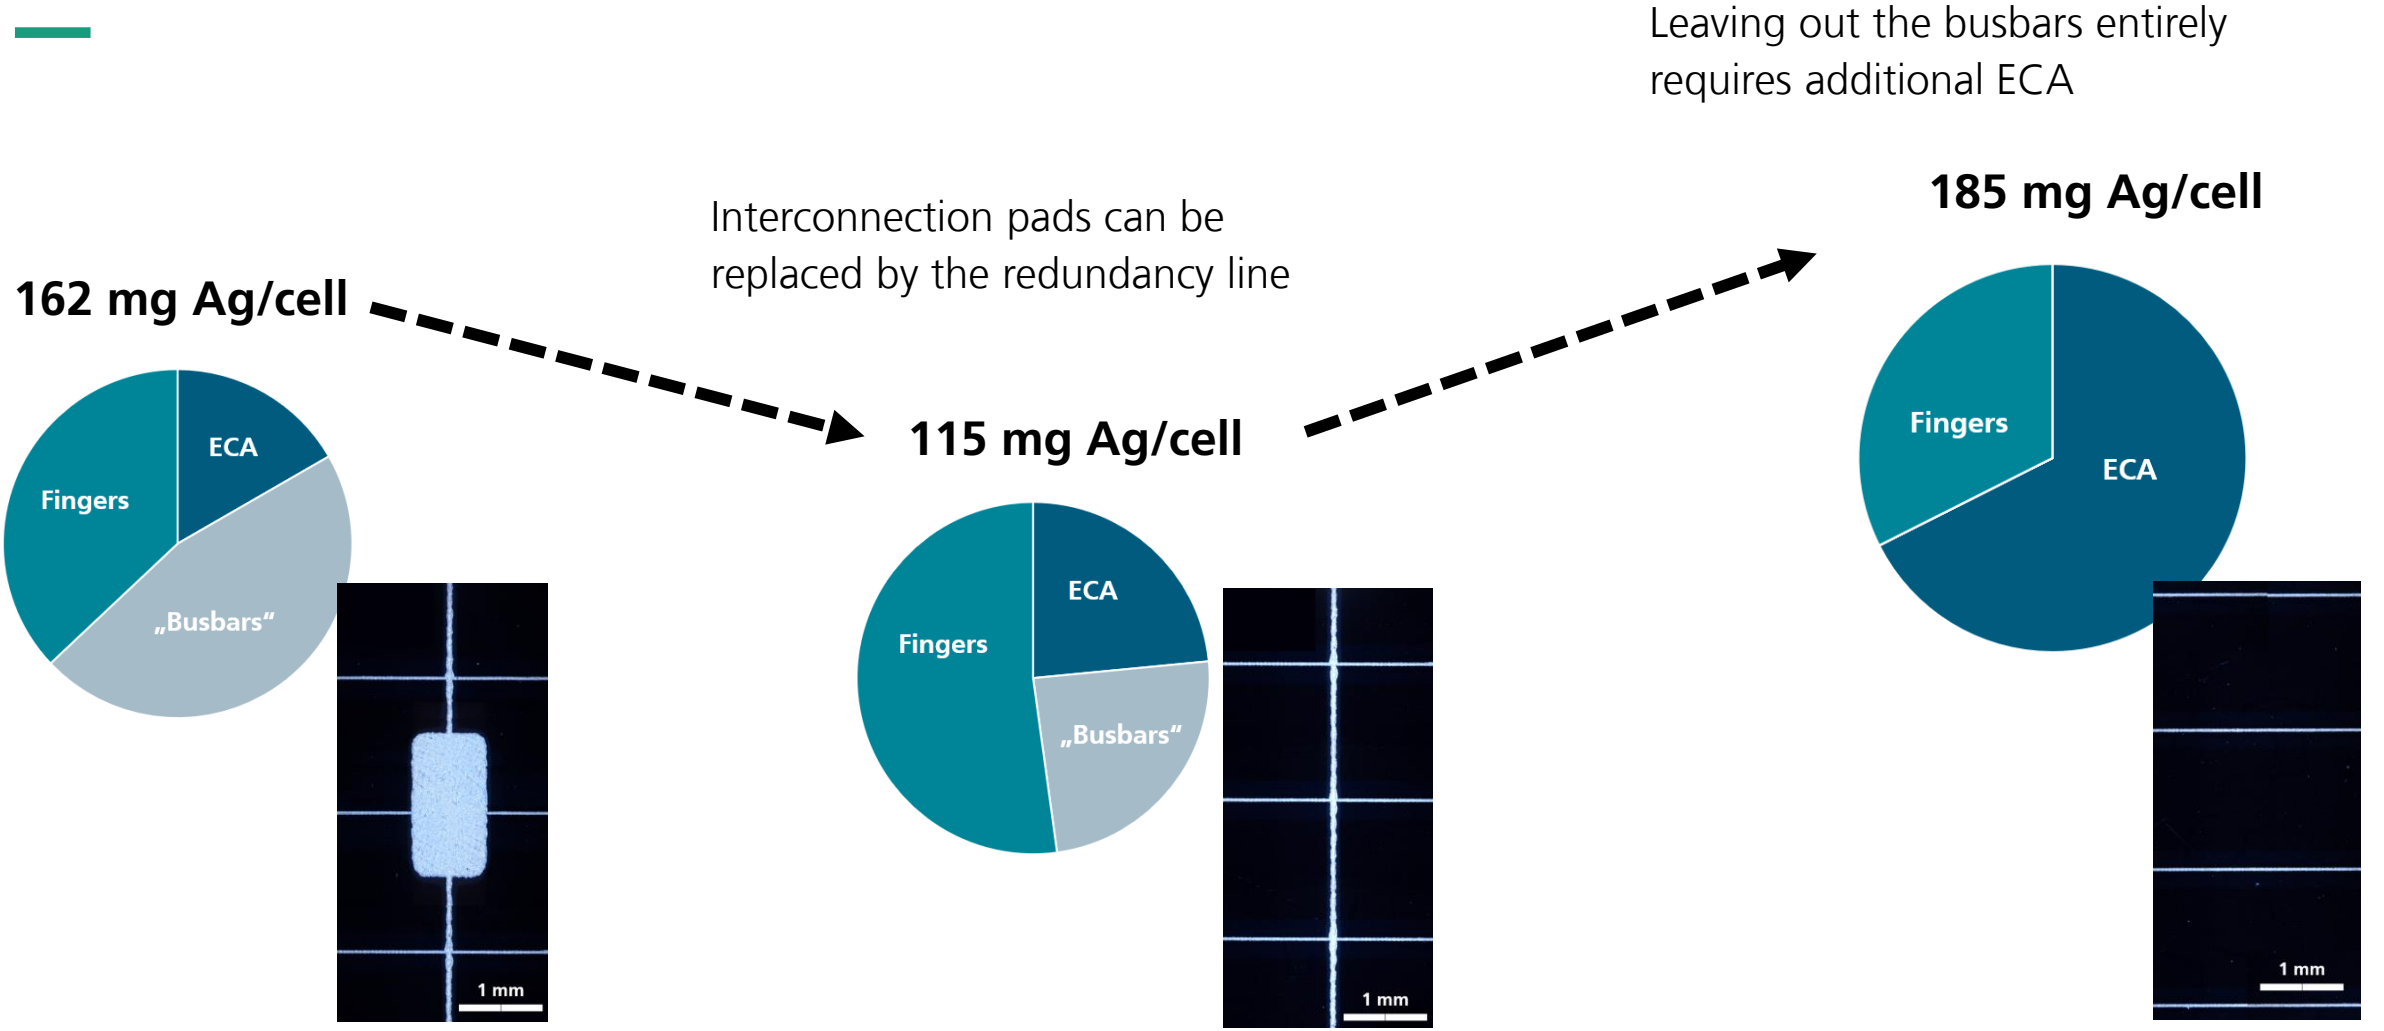 Leaving out the busbars entirely
requires additional ECA
185 mg Ag/cell
Interconnection pads can be
replaced by the redundancy line
162 mg Ag/cell
115 mg Ag/cell
ECA
Fingers
„Busbars“
1 mm
ECA
Fingers
„Busbars“
1 mm
Fingers
ECA
1 mm